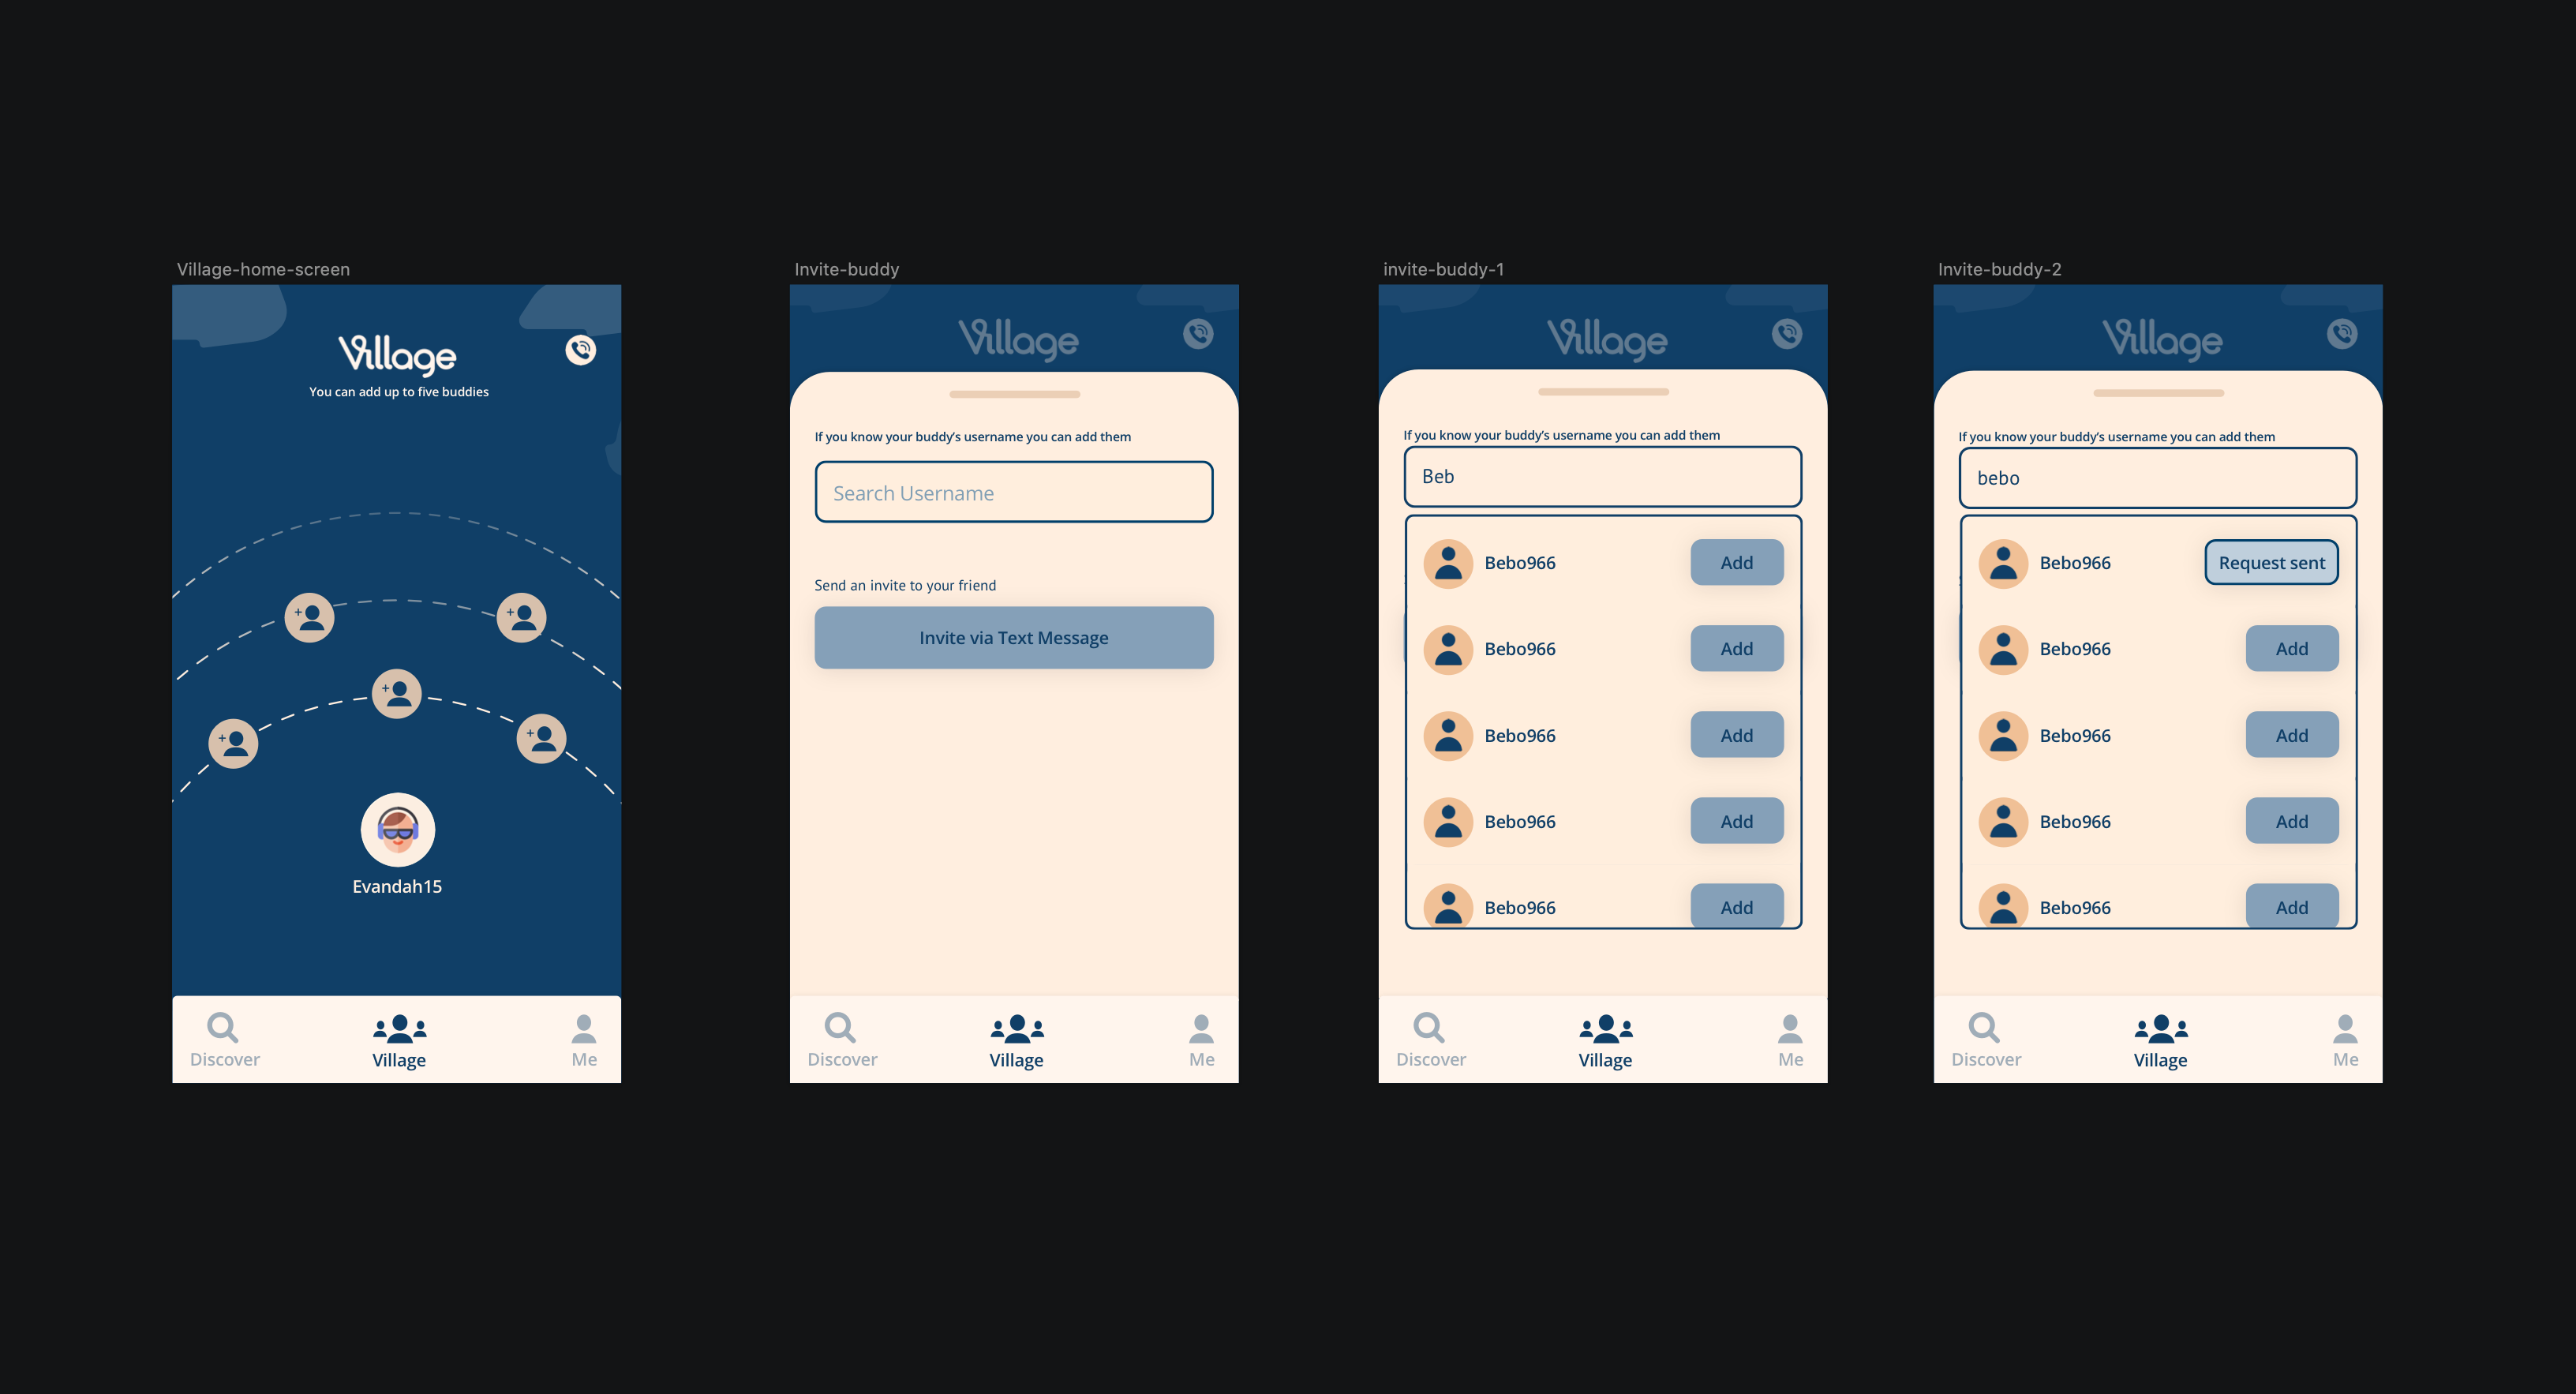 Village-home-screen
Village
You can add up to five buddies
Evandah15
Discover
Village
Me
Invite-buddy
Village
If you know your buddy's username you can add them
Search Username
Send an invite to your friend
Invite via Text Message
Discover
Village
Me
invite-buddy-1
Village
If you know your buddy's username you can add them
Beb
Bebo966 Add
Bebo966 Add
Bebo966 Add
Bebo966 Add
Bebo966 Add
Discover
Village
Me
Invite-buddy-2
Village
If you know your buddy's username you can add them
bebo
Bebo966 Request sent
Bebo966 Add
Bebo966 Add
Bebo966 Add
Bebo966 Add
Discover
Village
Me